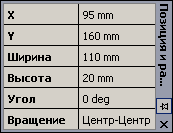 X 95 mm
Y 160 mm
Ширина 110 mm
Высота 20 mm
Угол 0 deg
Вращение Центр-Центр
Позиция и ра...